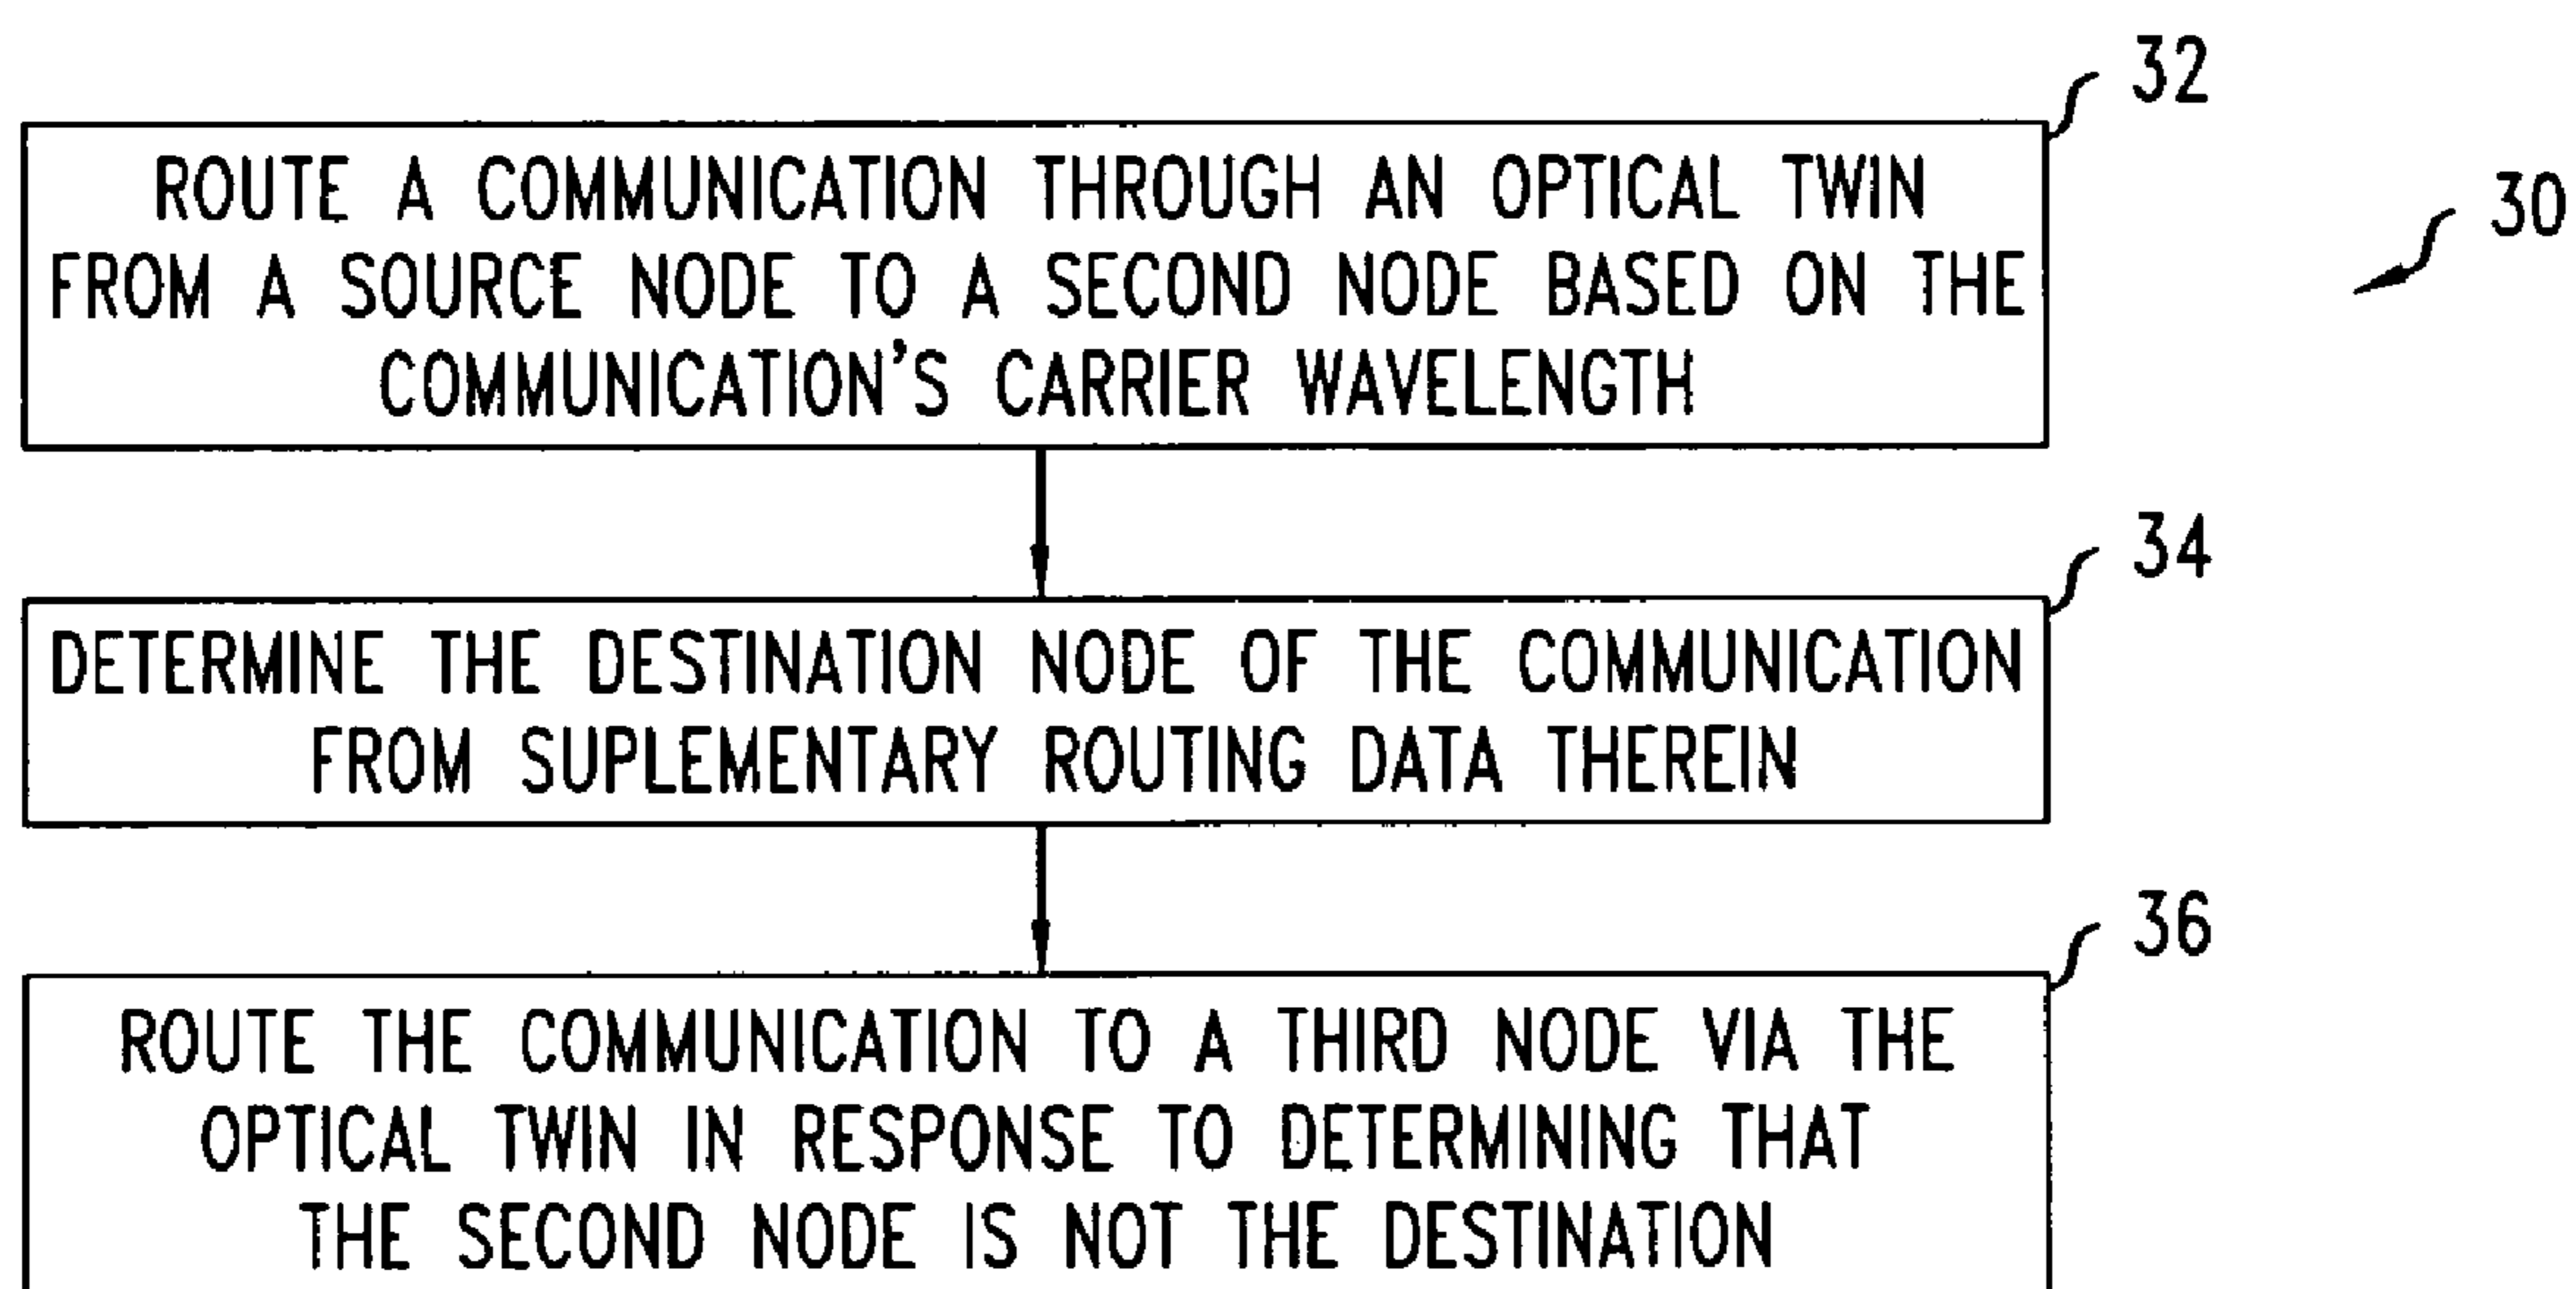 32
ROUTE A COMMUNICATION THROUGH AN OPTICAL TWIN
FROM A SOURCE NODE TO A SECOND NODE BASED ON THE
COMMUNICATION'S CARRIER WAVELENGTH
30
34
DETERMINE THE DESTINATION NODE OF THE COMMUNICATION
FROM SUPLEMENTARY ROUTING DATA THEREIN
36
ROUTE THE COMMUNICATION TO A THIRD NODE VIA THE
OPTICAL TWIN IN RESPONSE TO DETERMINING THAT
THE SECOND NODE IS NOT THE DESTINATION